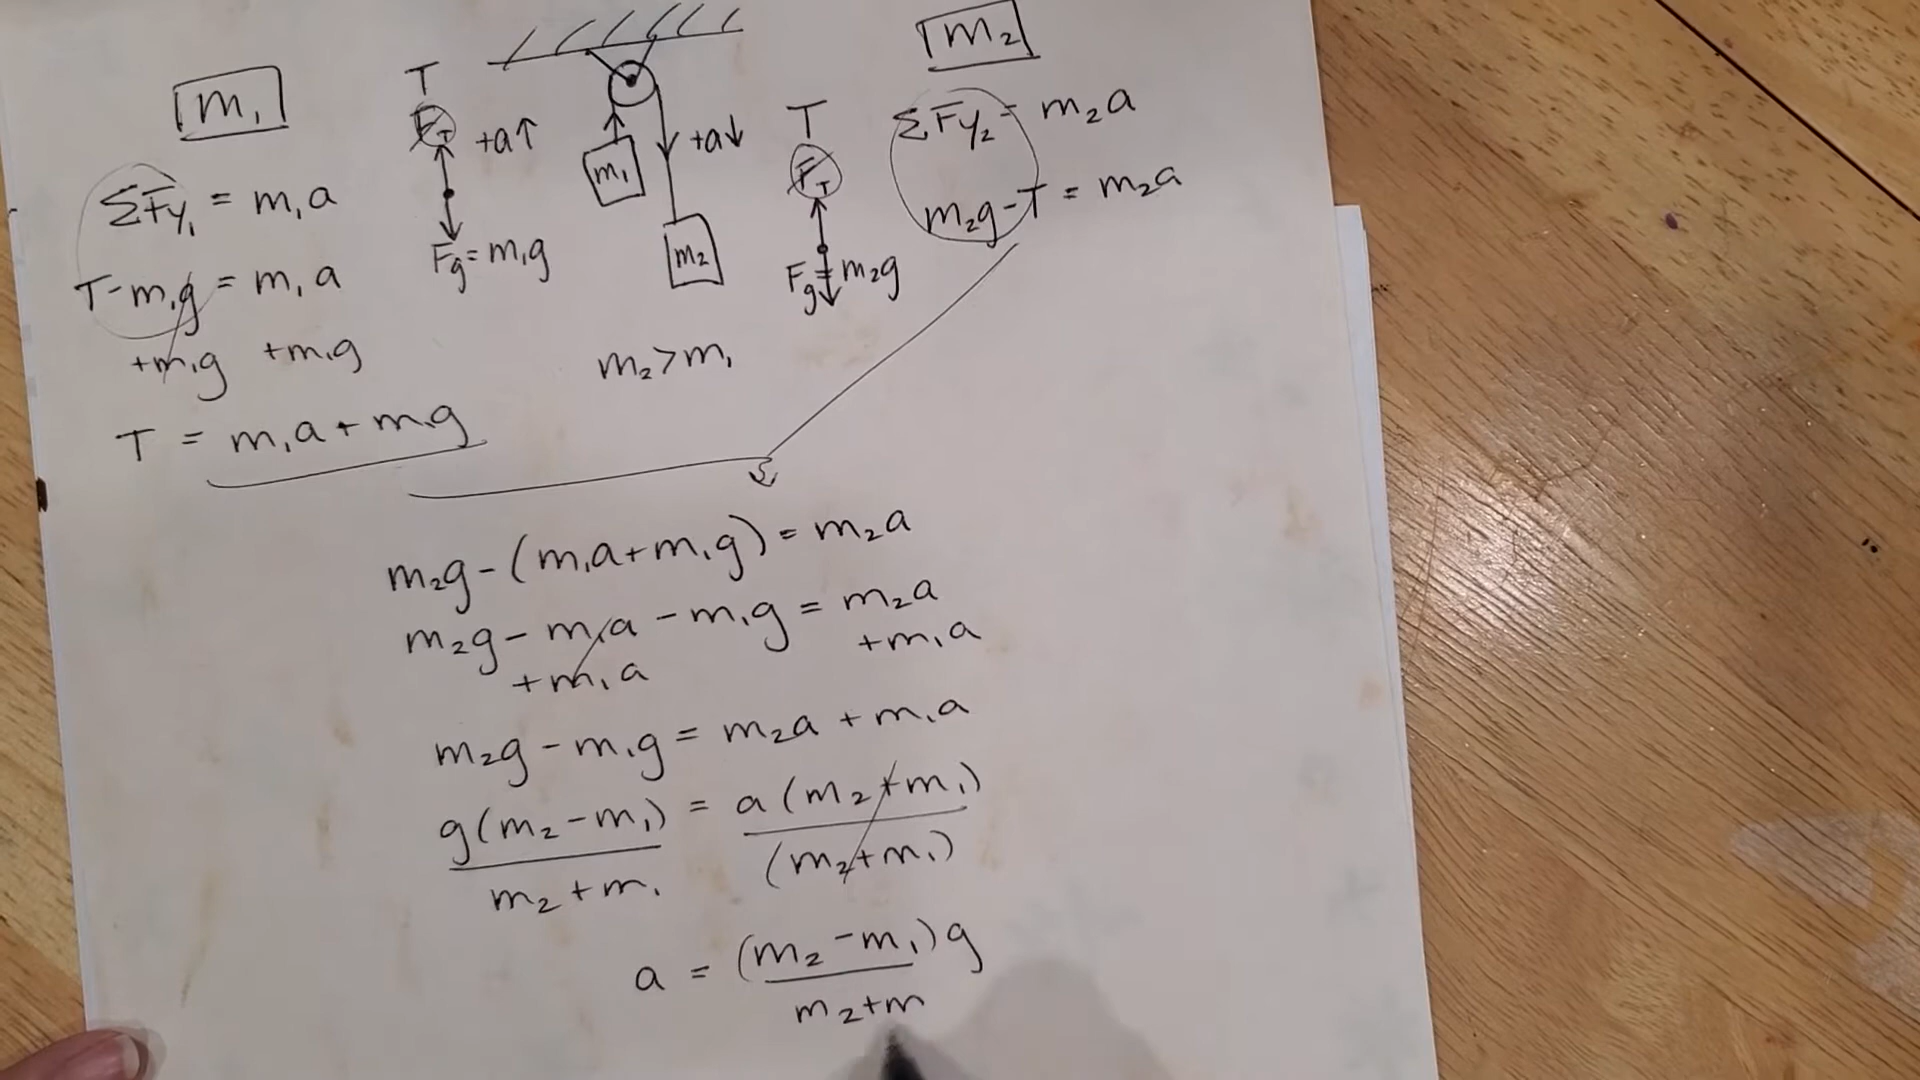 m₁
ΣFy₁ = m₁a
T - m₁g = m₁a
+m₁g +m₁g
T = m₁a + m₁g
T
F_T
+a↑
Fg = m₁g
m₁
+a↓
m₂
m₂ > m₁
T
F_T
Fg = m₂g
m₂
ΣFy₂ = m₂a
m₂g - T = m₂a
m₂g - (m₁a + m₁g) = m₂a
m₂g - m₁a - m₁g = m₂a
+m₁a +m₁a
m₂g - m₁g = m₂a + m₁a
g(m₂ - m₁) = a(m₂ + m₁)
m₂ + m₁ (m₂ + m₁)
a = (m₂ - m₁)g
m₂ + m